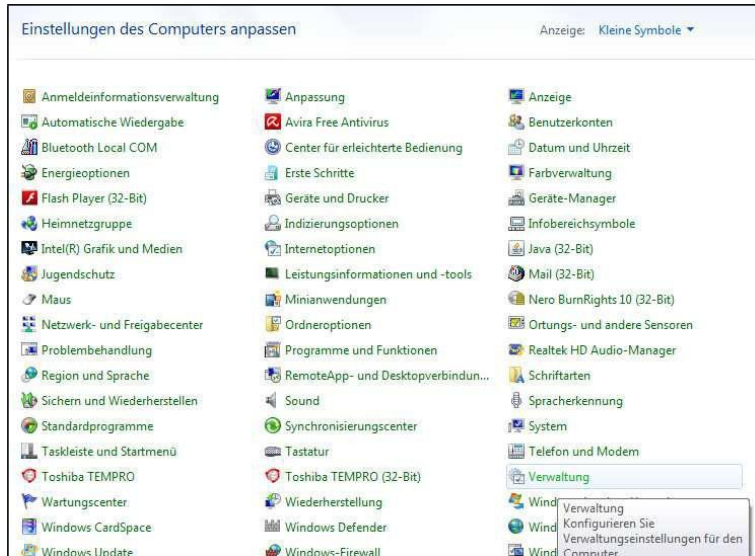 Einstellungen des Computers anpassen
Anzeige: Kleine Symbole
Anmeldeinformationsverwaltung
Anpassung
Anzeige
Automatische Wiedergabe
Avira Free Antivirus
Benutzerkonten
Bluetooth Local COM
Center für erleichterte Bedienung
Datum und Uhrzeit
Energieoptionen
Erste Schritte
Farbverwaltung
Flash Player (32-Bit)
Geräte und Drucker
Geräte-Manager
Heimnetzgruppe
Indizierungsoptionen
Infobereichsymbole
Intel(R) Grafik und Medien
Internetoptionen
Java (32-Bit)
Jugendschutz
Leistungsinformationen und -tools
Mail (32-Bit)
Maus
Minianwendungen
Nero BurnRights 10 (32-Bit)
Netzwerk- und Freigabecenter
Ordneroptionen
Ortungs- und andere Sensoren
Problembehandlung
Programme und Funktionen
Realtek HD Audio-Manager
Region und Sprache
RemoteApp- und Desktopverbindun...
Schriftarten
Sichern und Wiederherstellen
Sound
Spracherkennung
Standardprogramme
Synchronisierungscenter
System
Taskleiste und Startmenü
Tastatur
Telefon und Modem
Toshiba TEMPRO
Toshiba TEMPRO (32-Bit)
Verwaltung
Wartungscenter
Wiederherstellung
Wind
Windows CardSpace
Windows Defender
Wind
Windows Update
Windows-Firewall
Wind
Verwaltung
Konfigurieren Sie
Verwaltungseinstellungen für den
Computer